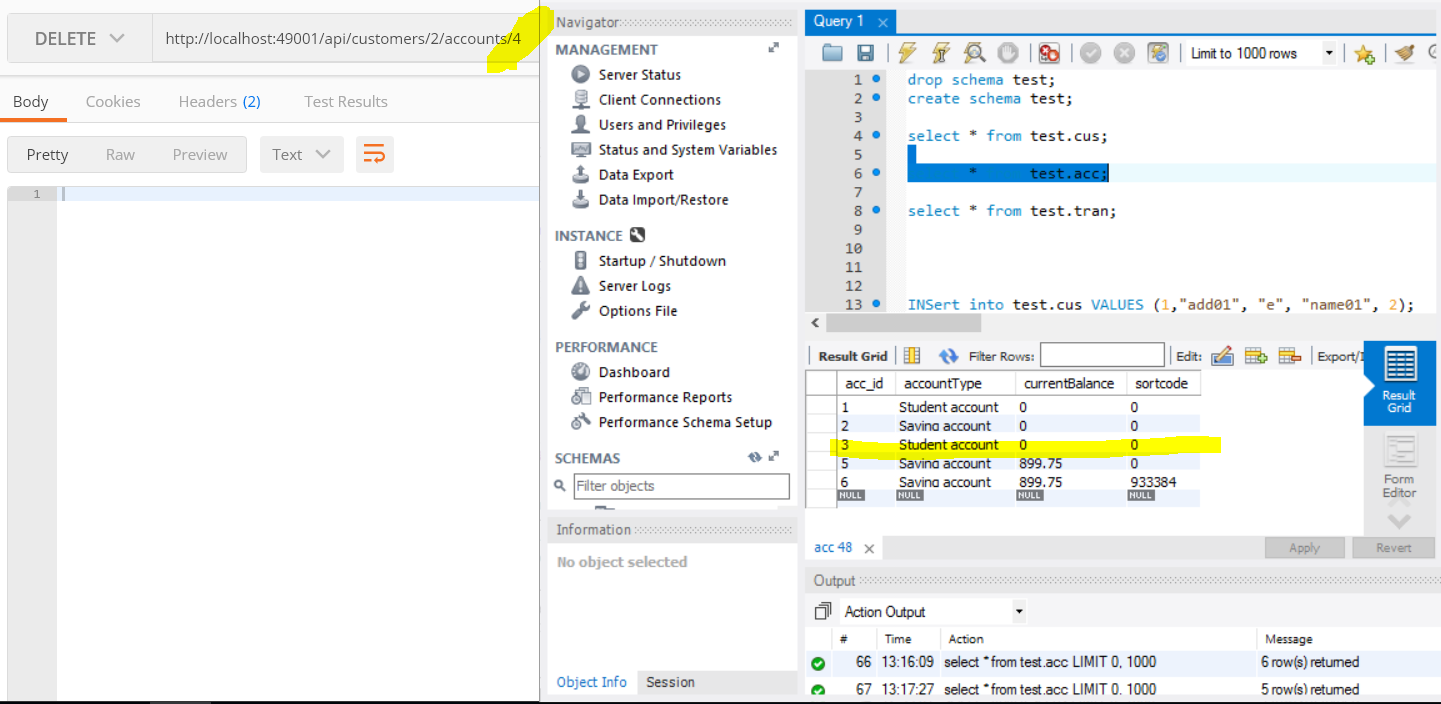 DELETE
http://localhost:49001/api/customers/2/accounts/4
Body Cookies Headers (2) Test Results
Pretty Raw Preview Text
1
Navigator
MANAGEMENT
Server Status
Client Connections
Users and Privileges
Status and System Variables
Data Export
Data Import/Restore
INSTANCE
Startup / Shutdown
Server Logs
Options File
PERFORMANCE
Dashboard
Performance Reports
Performance Schema Setup
SCHEMAS
Filter objects
Information
No object selected
Object Info Session
Query 1
Limit to 1000 rows
1 drop schema test;
2 create schema test;
3
4 select * from test.cus;
5
6 * test.acc;
7
8 select * from test.tran;
9
10
11
12
13 INSert into test.cus VALUES (1,"add01", "e", "name01", 2);
Result Grid Filter Rows: Edit: Export/I
acc_id accountType currentBalance sortcode
1 Student account 0 0
2 Saving account 0 0
3 Student account 0 0
5 Saving account 899.75 0
6 Saving account 899.75 933384
NULL NULL NULL NULL
Result
Grid
Form
Editor
acc 48
Apply Revert
Output
Action Output
# Time Action Message
66 13:16:09 select * from test.acc LIMIT 0, 1000 6 row(s) returned
67 13:17:27 select * from test.acc LIMIT 0, 1000 5 row(s) returned